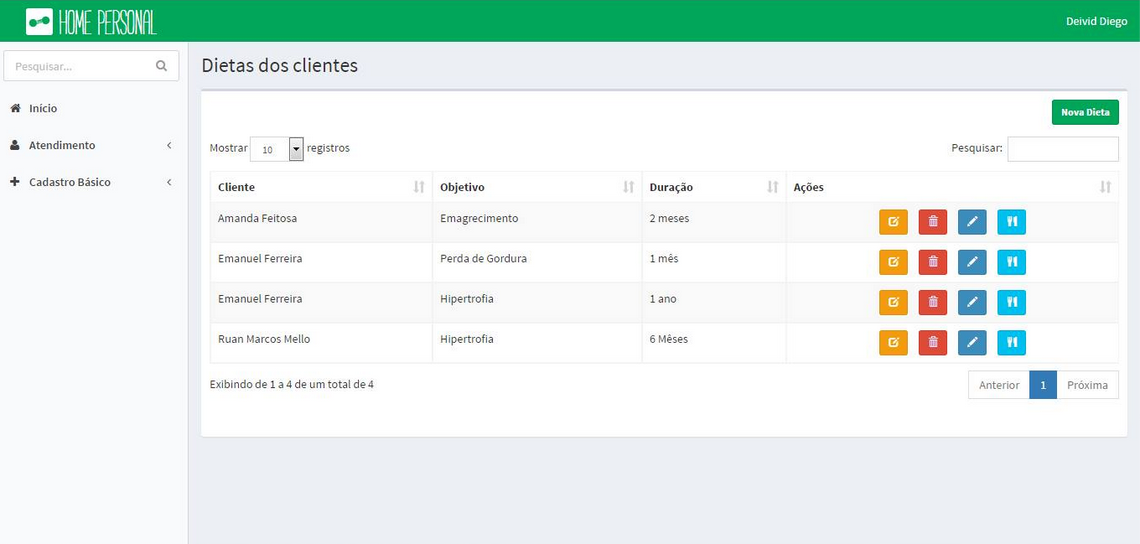 HOME PERSONAL
Deivid Diego
Pesquisar...
Início
Atendimento
Cadastro Básico
Dietas dos clientes
Nova Dieta
Mostrar 10 registros
Pesquisar:
Cliente Objetivo Duração Ações
Amanda Feitosa Emagrecimento 2 meses
Emanuel Ferreira Perda de Gordura 1 mês
Emanuel Ferreira Hipertrofia 1 ano
Ruan Marcos Mello Hipertrofia 6 Mêses
Exibindo de 1 a 4 de um total de 4
Anterior 1 Próxima